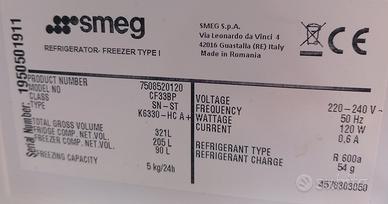 smeg
REFRIGERATOR- FREEZER TYPE I
SMEG S.p.A.
Via Leonardo da Vinci 4
42016 Guastalla (RE) Italy
Made in Romania
CE
Serial Number 1950501911
PRODUCT NUMBER 7508520120
MODEL CF33BP
CLASS SN-ST
TYPE K6330-HC A+
TOTAL GROSS VOLUME 321L
FRIDGE COMP. NET.VOL. 205 L
FREEZER COMP. NET VOL. 90 L
FREEZING CAPACITY 5 kg/24h
VOLTAGE 220-240 V~
FREQUENCY 50 Hz
WATTAGE 120 W
CURRENT 0,6 A
REFRIGERANT TYPE R 600a
REFRIGERANT CHARGE 54 g
4578303050
subito